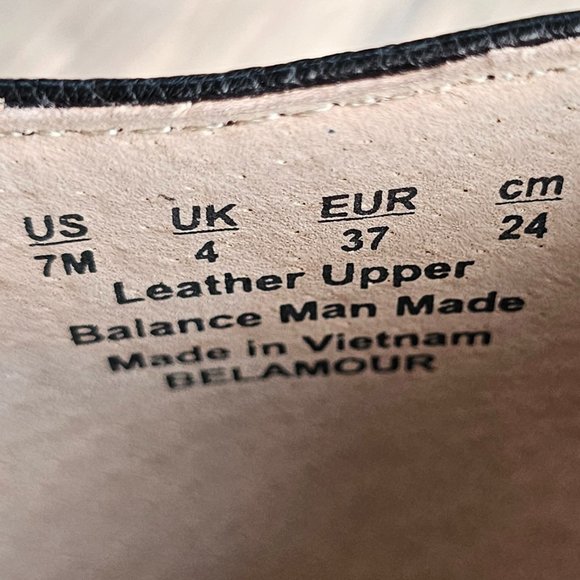 US UK EUR cm
7M 4 37 24
Leather Upper
Balance Man Made
Made in Vietnam
BELAMOUR